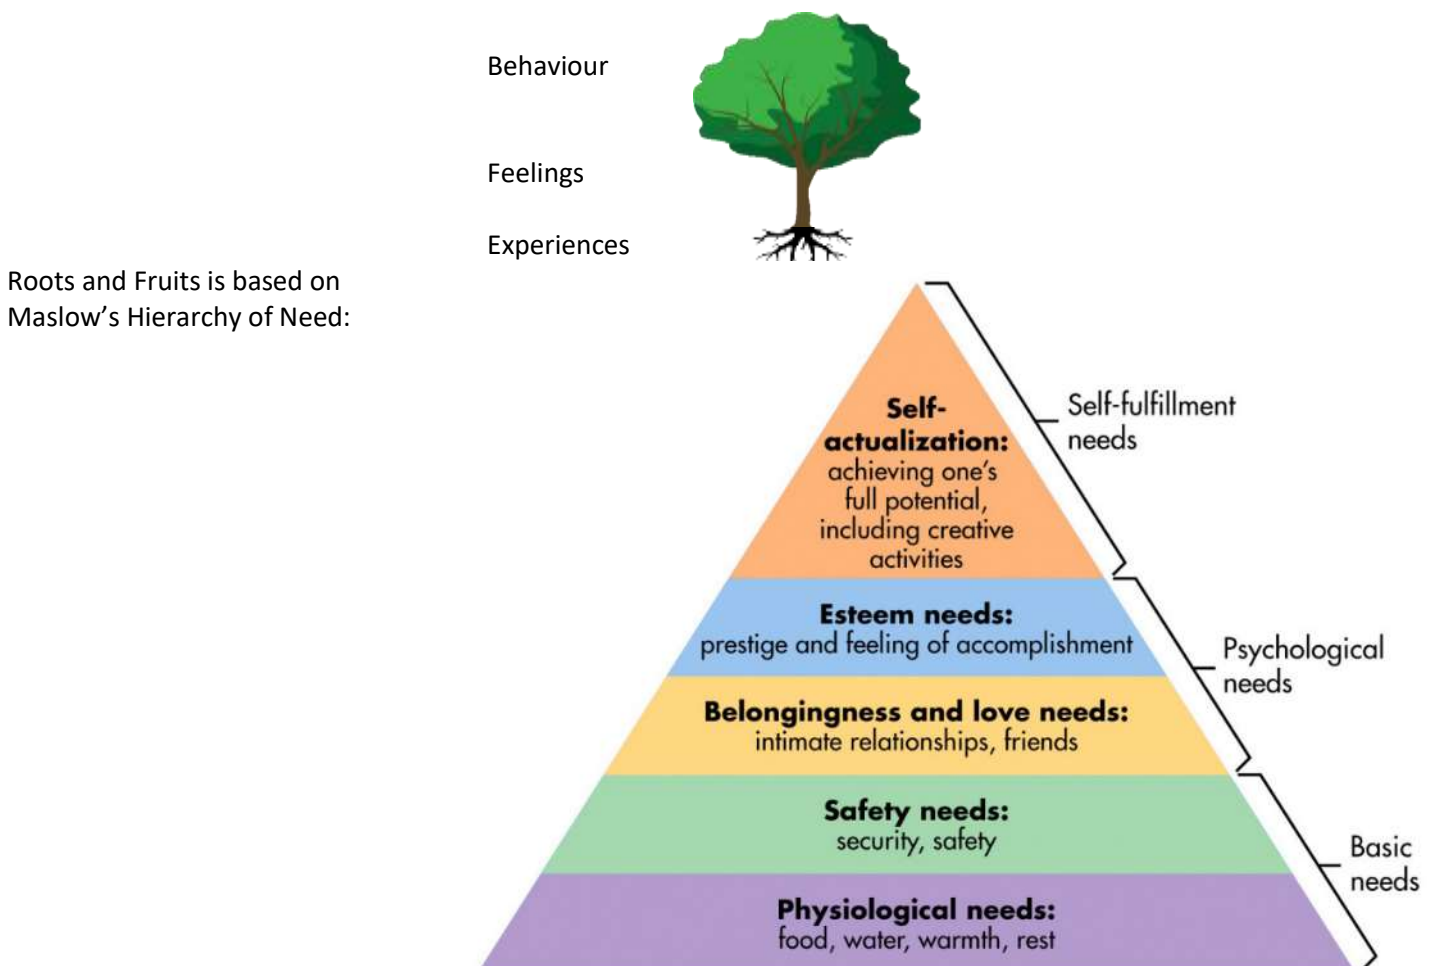 Behaviour
Feelings
Experiences
Roots and Fruits is based on
Maslow’s Hierarchy of Need:
Self-
actualization:
achieving one’s
full potential,
including creative
activities
Self-fulfillment
needs
Esteem needs:
prestige and feeling of accomplishment
Belongingness and love needs:
intimate relationships, friends
Psychological
needs
Safety needs:
security, safety
Physiological needs:
food, water, warmth, rest
Basic
needs